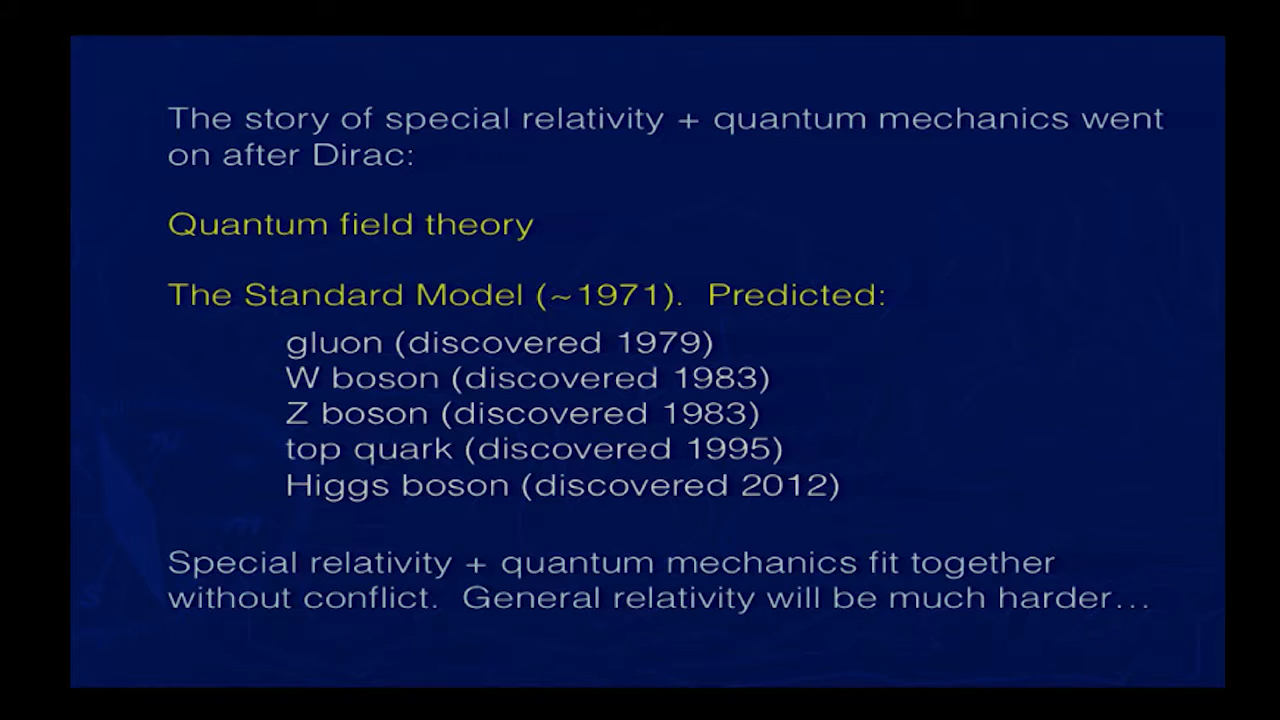 The story of special relativity + quantum mechanics went
on after Dirac:
Quantum field theory
The Standard Model (~1971). Predicted:
gluon (discovered 1979)
W boson (discovered 1983)
Z boson (discovered 1983)
top quark (discovered 1995)
Higgs boson (discovered 2012)
Special relativity + quantum mechanics fit together
without conflict. General relativity will be much harder...